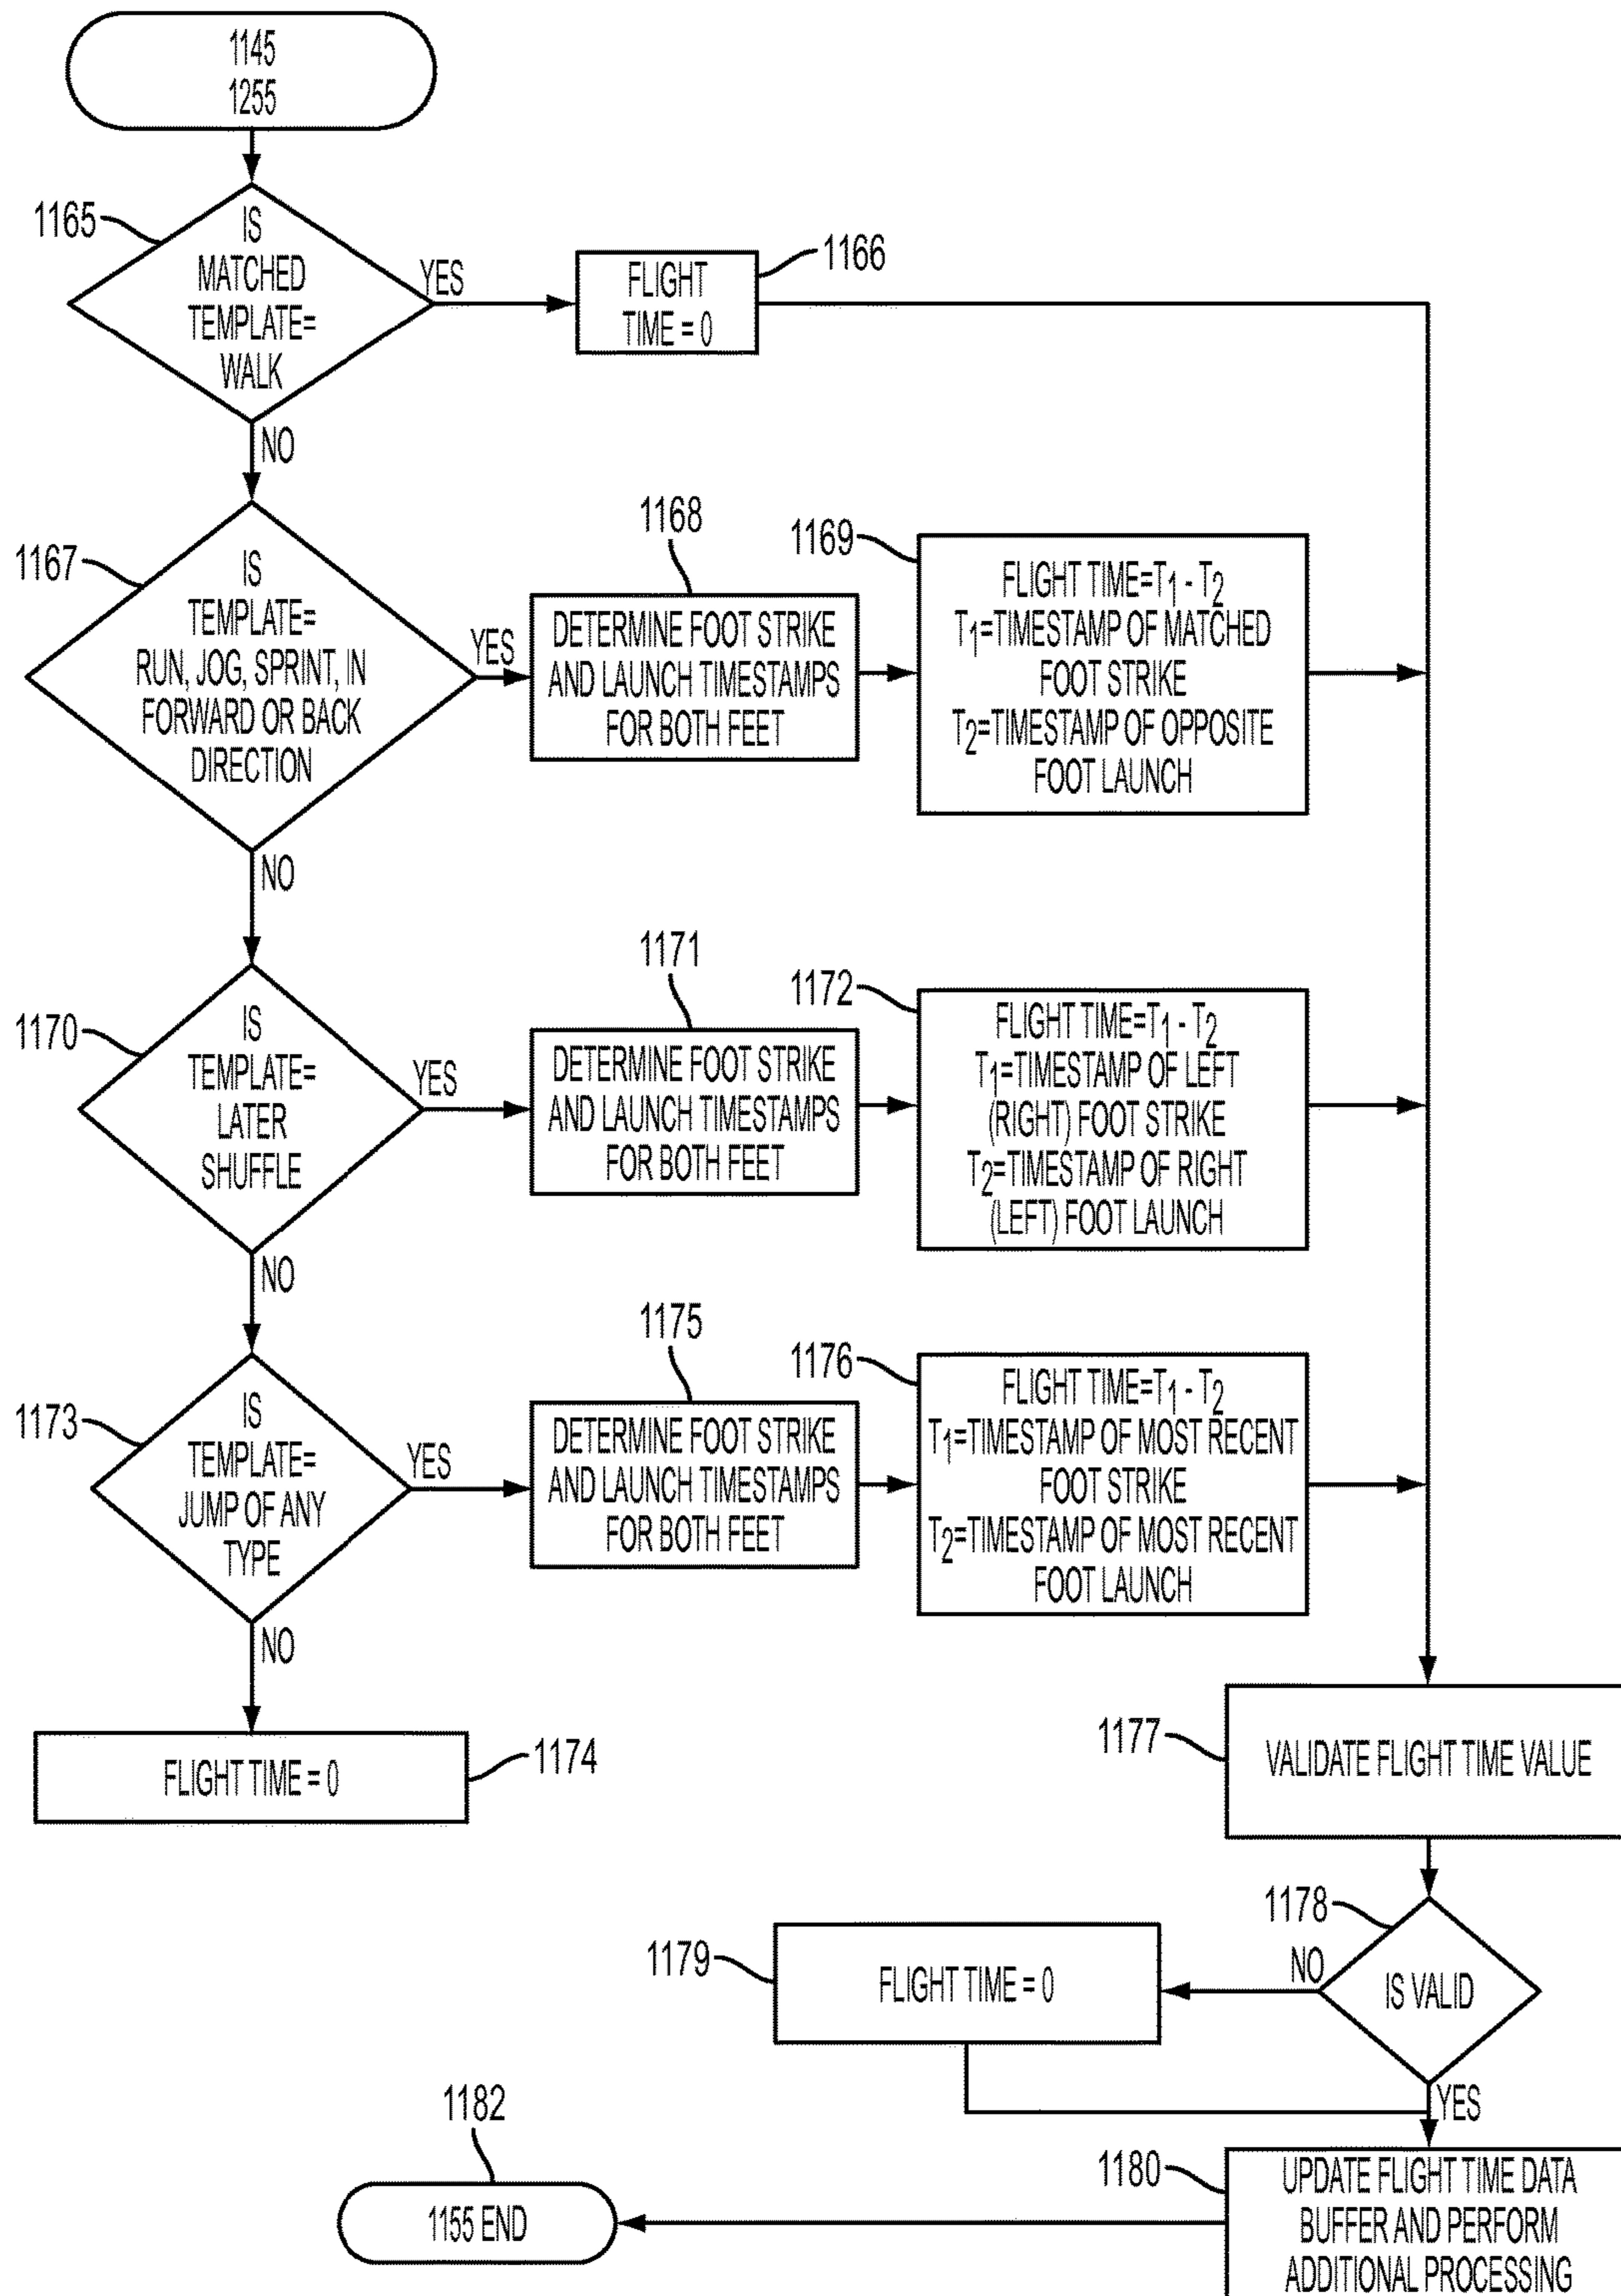 1145
1255
1165
IS
MATCHED
TEMPLATE=
WALK
YES
NO
FLIGHT
TIME = 0
1166
1167
IS
TEMPLATE=
RUN, JOG, SPRINT, IN
FORWARD OR BACK
DIRECTION
YES
NO
1168
DETERMINE FOOT STRIKE
AND LAUNCH TIMESTAMPS
FOR BOTH FEET
1169
FLIGHT TIME=T1 - T2
T1=TIMESTAMP OF MATCHED
FOOT STRIKE
T2=TIMESTAMP OF OPPOSITE
FOOT LAUNCH
1170
IS
TEMPLATE=
LATER
SHUFFLE
YES
NO
1171
DETERMINE FOOT STRIKE
AND LAUNCH TIMESTAMPS
FOR BOTH FEET
1172
FLIGHT TIME=T1 - T2
T1=TIMESTAMP OF LEFT
(RIGHT) FOOT STRIKE
T2=TIMESTAMP OF RIGHT
(LEFT) FOOT LAUNCH
1173
IS
TEMPLATE=
JUMP OF ANY
TYPE
YES
NO
1175
DETERMINE FOOT STRIKE
AND LAUNCH TIMESTAMPS
FOR BOTH FEET
1176
FLIGHT TIME=T1 - T2
T1=TIMESTAMP OF MOST RECENT
FOOT STRIKE
T2=TIMESTAMP OF MOST RECENT
FOOT LAUNCH
FLIGHT TIME = 0
1174
1177
VALIDATE FLIGHT TIME VALUE
1178
IS VALID
NO
YES
1179
FLIGHT TIME = 0
1180
UPDATE FLIGHT TIME DATA
BUFFER AND PERFORM
ADDITIONAL PROCESSING
1182
1155 END